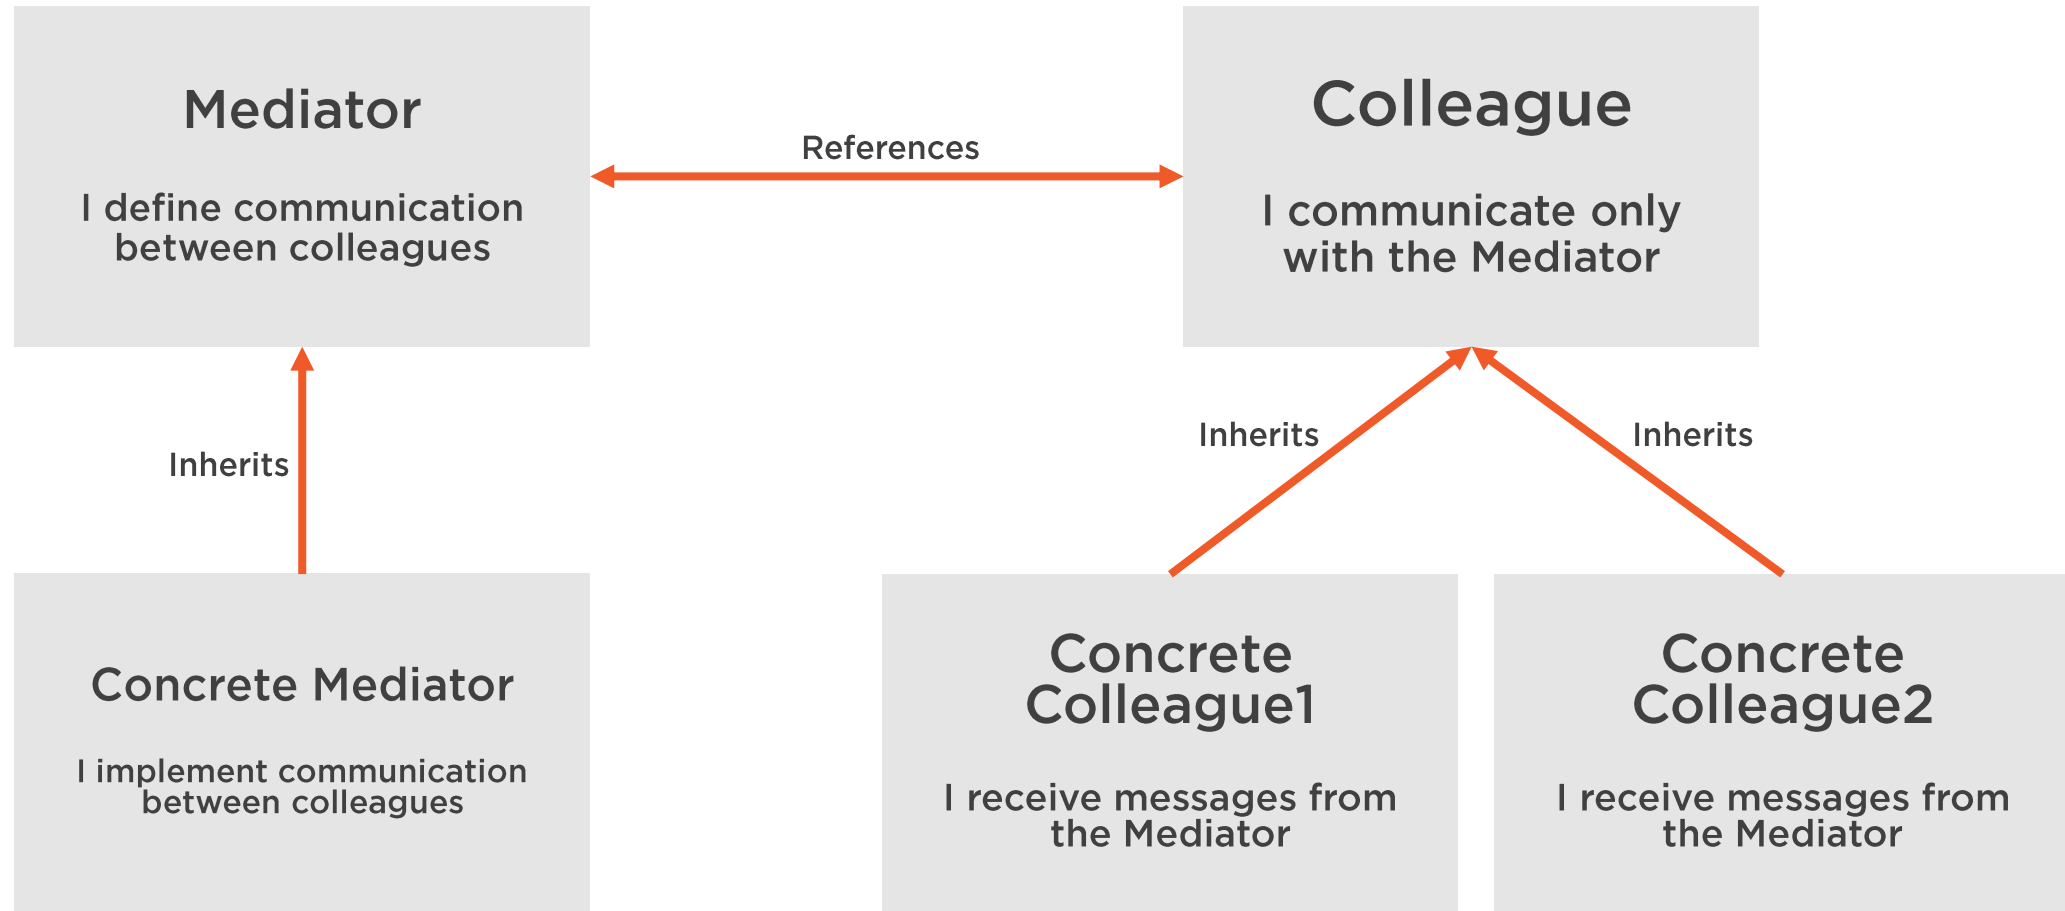 Mediator
I define communication
between colleagues
References
Colleague
I communicate only
with the Mediator
Inherits
Inherits
Inherits
Concrete Mediator
I implement communication
between colleagues
Concrete
Colleague1
I receive messages from
the Mediator
Concrete
Colleague2
I receive messages from
the Mediator